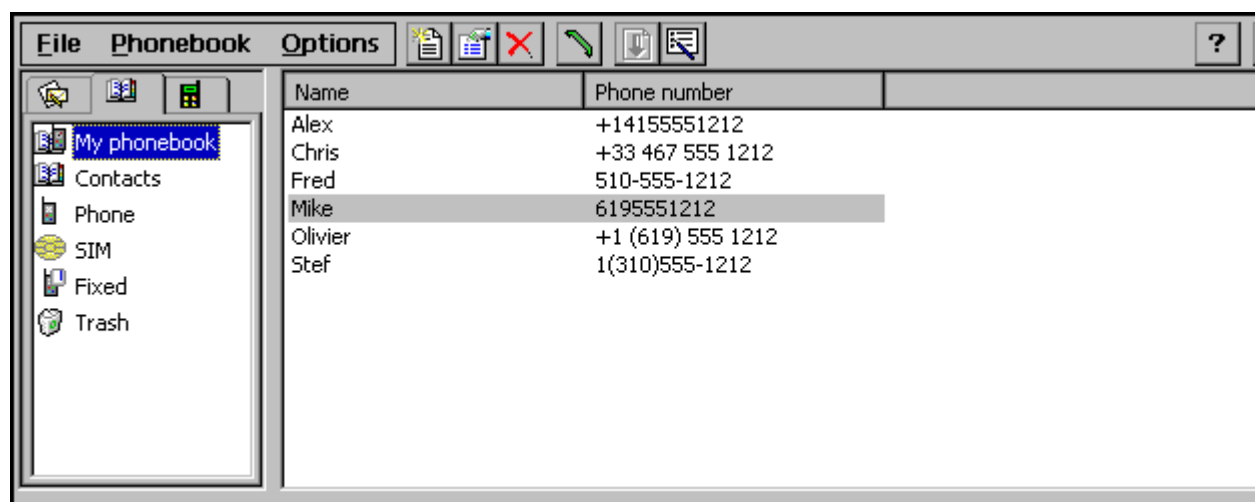 File Phonebook Options ?
Name Phone number
Alex +14155551212
Chris +33 467 555 1212
Fred 510-555-1212
Mike 6195551212
Olivier +1 (619) 555 1212
Stef 1(310)555-1212
My phonebook
Contacts
Phone
SIM
Fixed
Trash